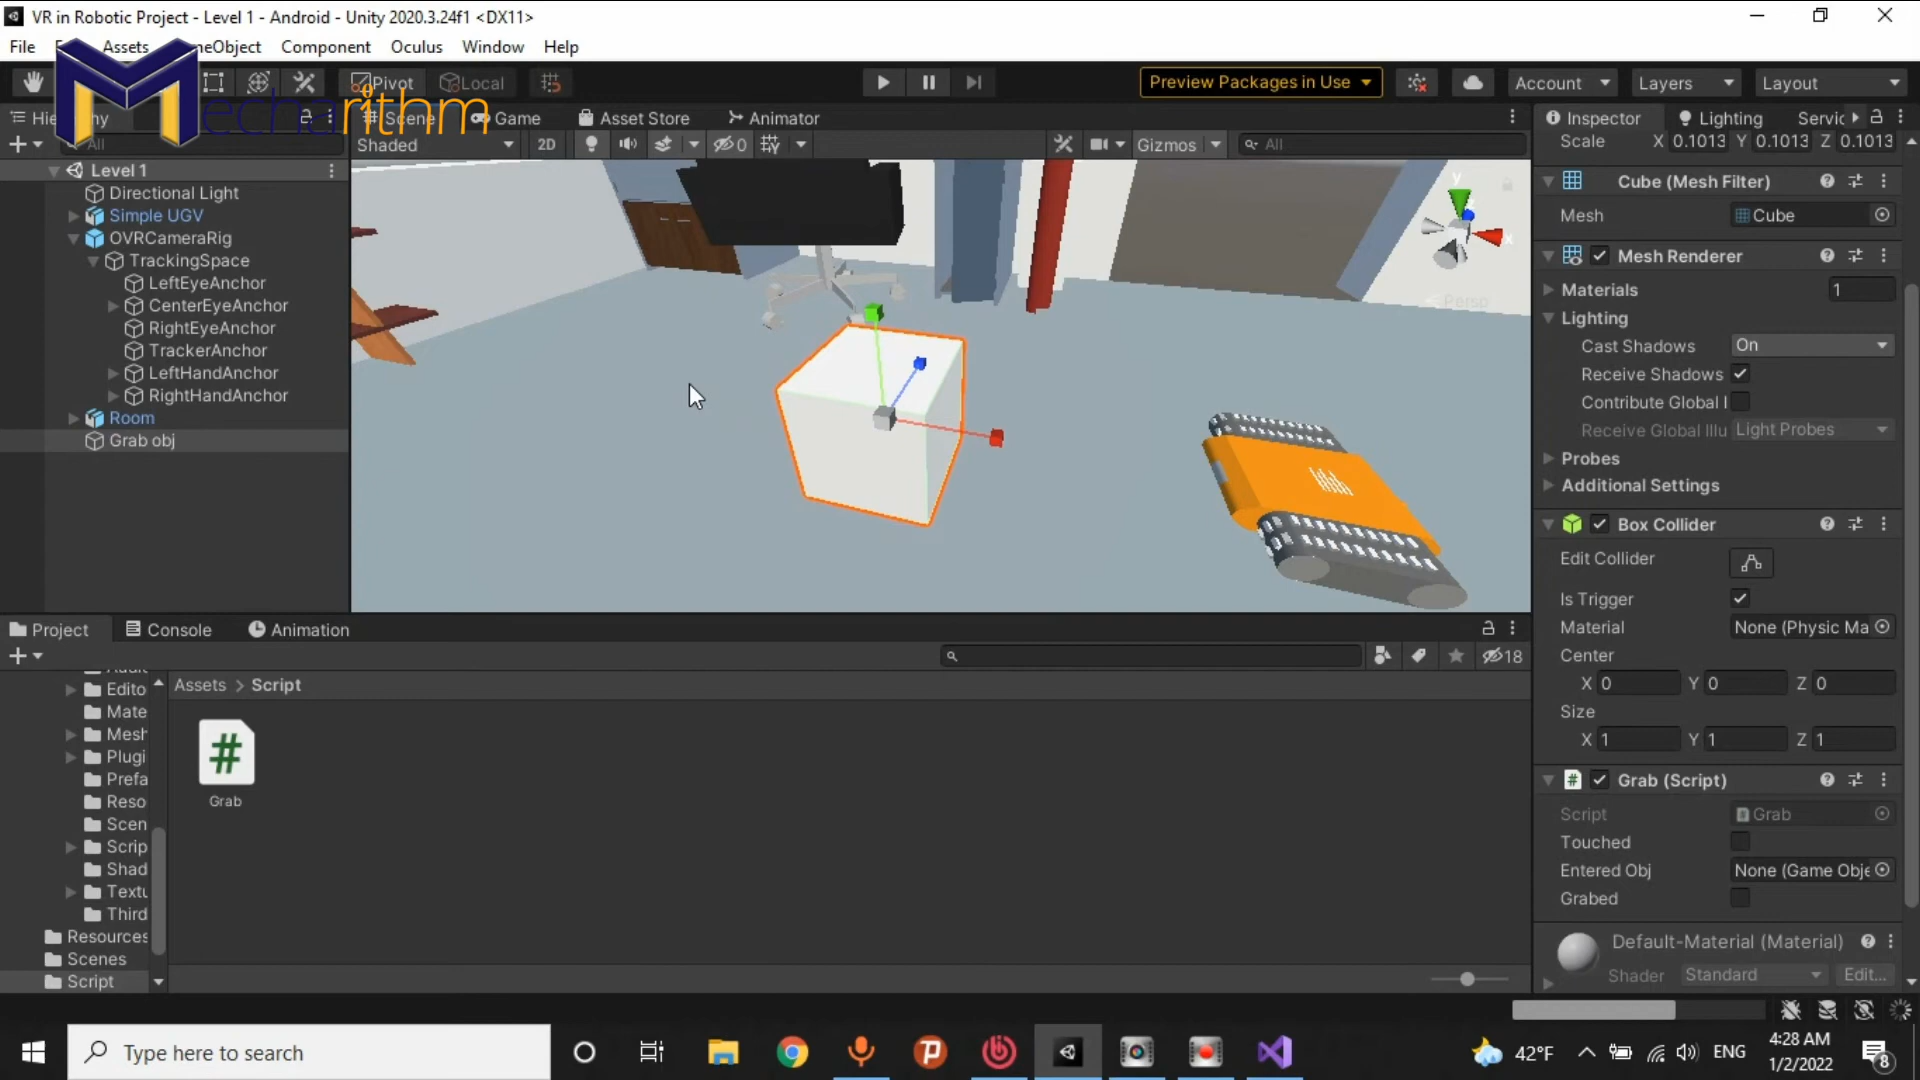 VR in Robotic Project - Level 1 - Android - Unity 2020.3.24f1 <DX11>
File Assets eObject Component Oculus Window Help
Pivot Local Preview Packages in Use Account Layers Layout
Mecharithm
Scene Game Asset Store Animator
Inspector Lighting Servic
All
Shaded 2D 0 Gizmos All
Scale X 0.1013 Y 0.1013 Z 0.1013
Level 1
Directional Light
Simple UGV
OVRCameraRig
TrackingSpace
LeftEyeAnchor
CenterEyeAnchor
RightEyeAnchor
TrackerAnchor
LeftHandAnchor
RightHandAnchor
Room
Grab obj
y
x
Persp
Cube (Mesh Filter)
Mesh Cube
Mesh Renderer
Materials 1
Lighting
Cast Shadows On
Receive Shadows
Contribute Global I
Receive Global Illu Light Probes
Probes
Additional Settings
Box Collider
Edit Collider
Is Trigger
Material None (Physic Ma
Center
X 0 Y 0 Z 0
Size
X 1 Y 1 Z 1
Grab (Script)
Script Grab
Touched
Entered Obj None (Game Obje
Grabed
Default-Material (Material)
Shader Standard Edit...
Project Console Animation
18
Assets > Script
Edito
Mate
Mesh
Plugi
Prefa
Reso
Scen
Scrip
Shad
Textu
Third
Resources
Scenes
Script
#
Grab
Type here to search
42°F ENG
4:28 AM
1/2/2022
8